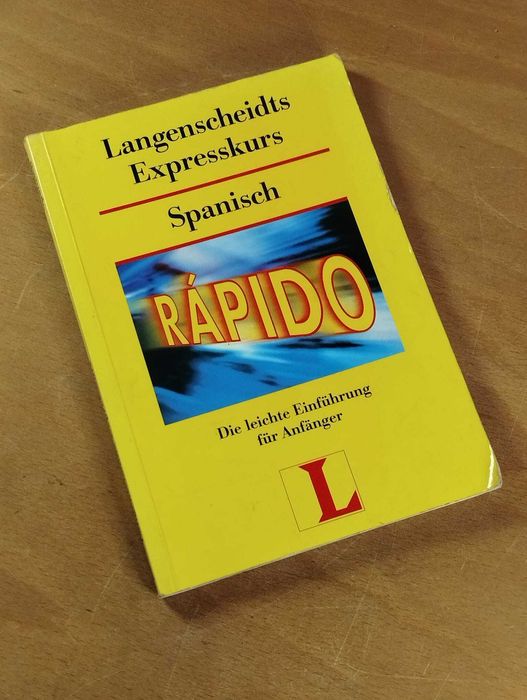 Langenscheidts
Expresskurs
Spanisch
RÁPIDO
Die leichte Einführung
für Anfänger
L